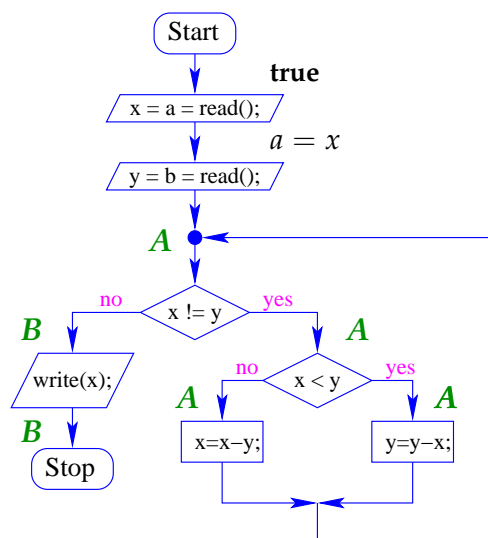 Start
true
x = a = read();
a = x
y = b = read();
A
no
x != y
yes
B
A
write(x);
no
x < y
yes
A
A
B
x=x−y;
y=y−x;
Stop